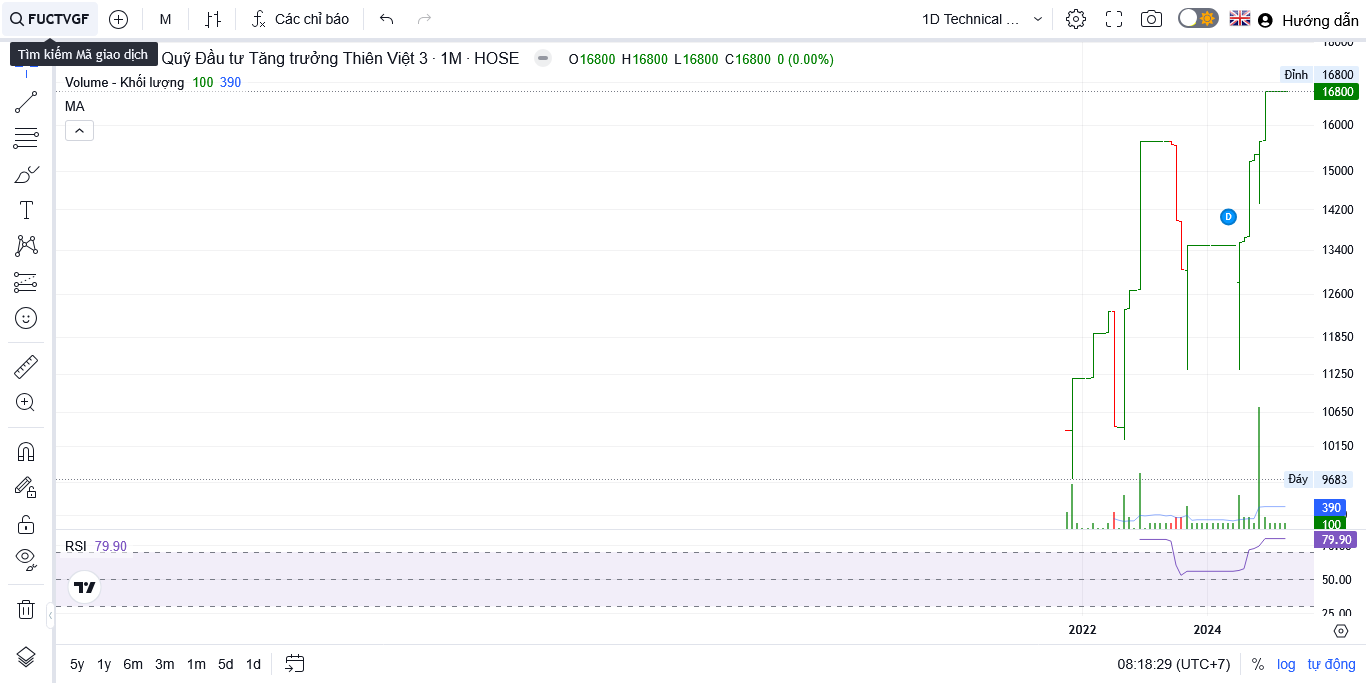 FUCTVGF
M
Các chỉ báo
1D Technical ...
Hướng dẫn
Tìm kiếm Mã giao dịch
Quỹ Đầu tư Tăng trưởng Thiên Việt 3 · 1M · HOSE
O16800 H16800 L16800 C16800 0 (0.00%)
Volume - Khối lượng 100 390
MA
18000
Đỉnh 16800
16800
16000
15000
14200
D
13400
12600
11850
11250
10650
10150
Đáy 9683
390
100
RSI 79.90
79.90
50.00
25.00
2022 2024
5y 1y 6m 3m 1m 5d 1d
08:18:29 (UTC+7) % log tự động